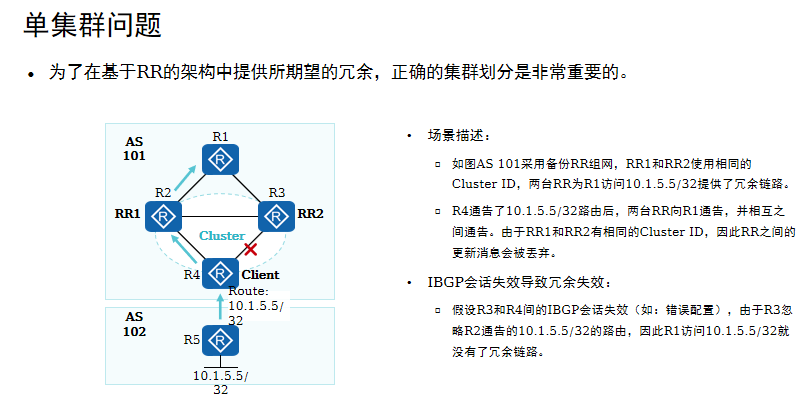 单集群问题
• 为了在基于RR的架构中提供所期望的冗余，正确的集群划分是非常重要的。
AS
101
R1
R2
R3
RR1
RR2
Cluster
R4
Client
Route:
10.1.5.5/
32
AS
102
R5
10.1.5.5/
32
• 场景描述：
▫ 如图AS 101采用备份RR组网，RR1和RR2使用相同的
Cluster ID，两台RR为R1访问10.1.5.5/32提供了冗余链路。
▫ R4通告了10.1.5.5/32路由后，两台RR向R1通告，并相互之
间通告。由于RR1和RR2有相同的Cluster ID，因此RR之间的
更新消息会被丢弃。
• IBGP会话失效导致冗余失效：
▫ 假设R3和R4间的IBGP会话失效（如：错误配置），由于R3忽
略R2通告的10.1.5.5/32的路由，因此R1访问10.1.5.5/32就
没有了冗余链路。